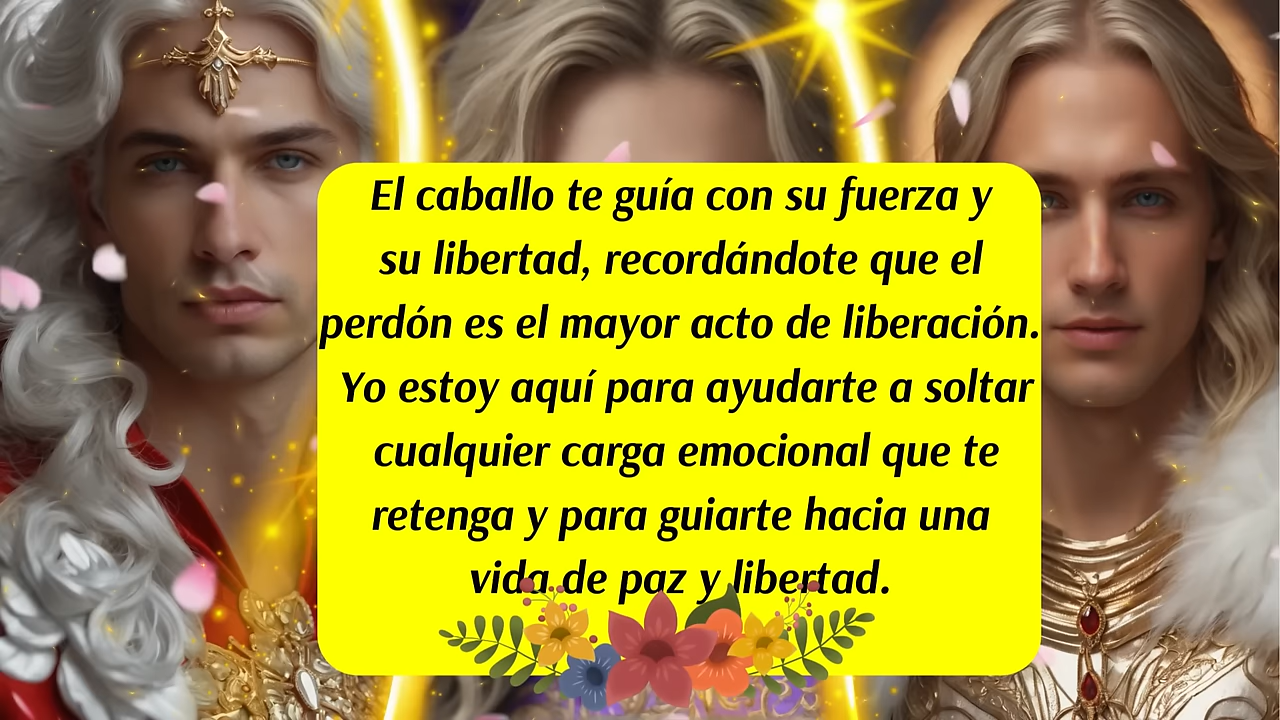 El caballo te guía con su fuerza y
su libertad, recordándote que el
perdón es el mayor acto de liberación.
Yo estoy aquí para ayudarte a soltar
cualquier carga emocional que te
retenga y para guiarte hacia una
vida de paz y libertad.